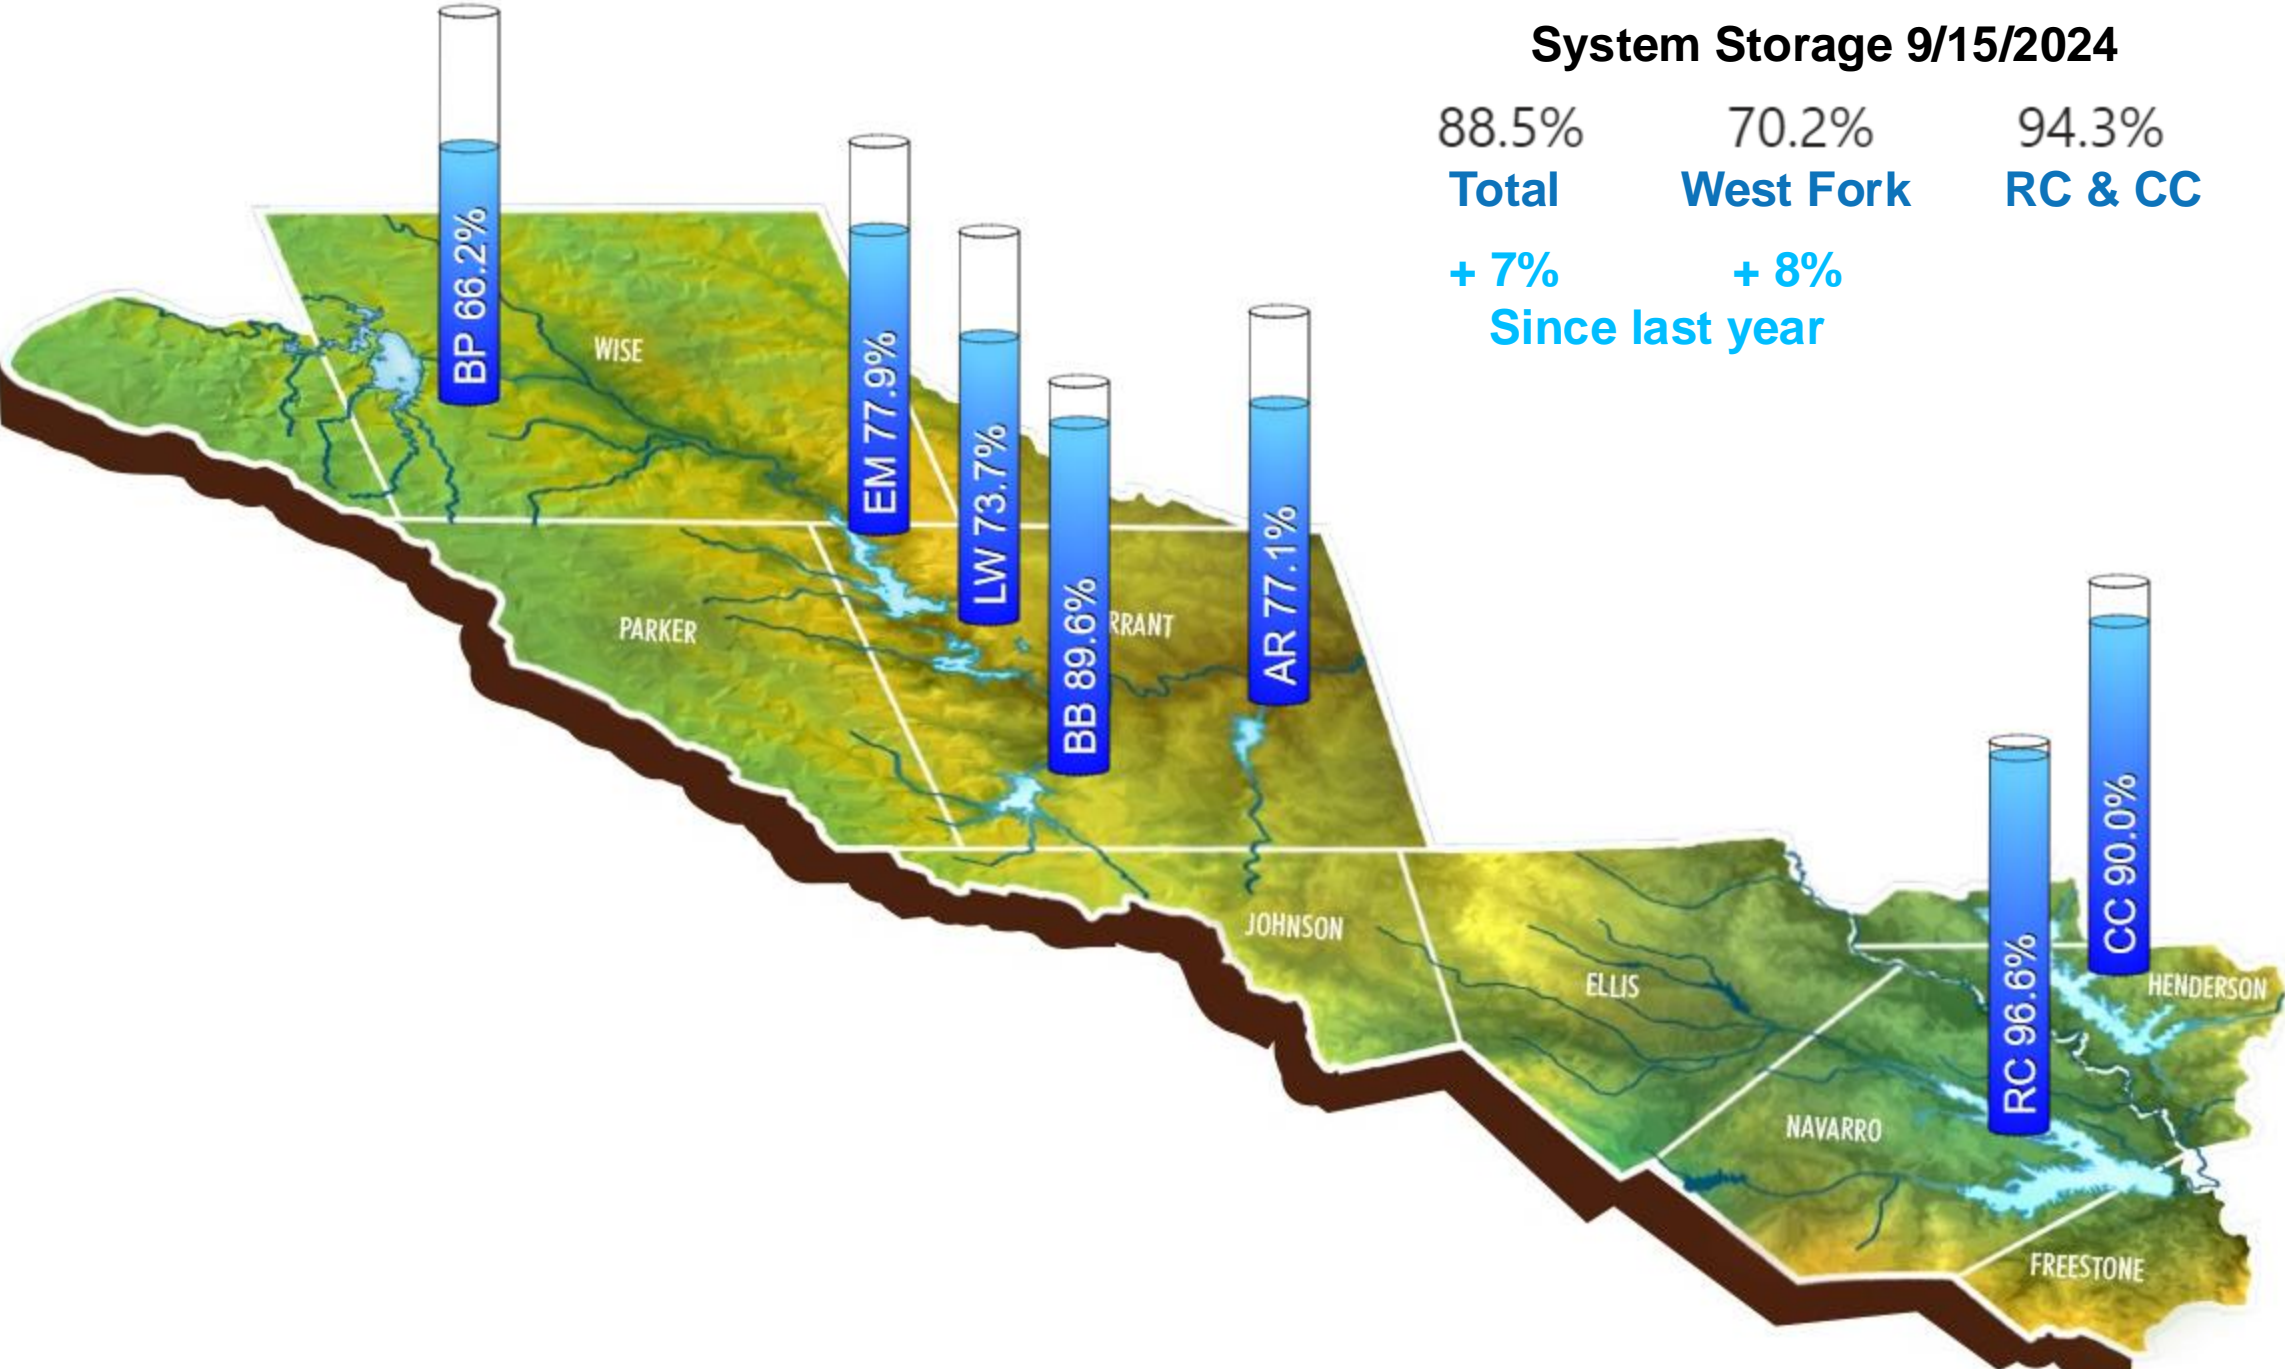 System Storage 9/15/2024
88.5% 70.2% 94.3%
Total West Fork RC & CC
+ 7% + 8%
Since last year
BP 66.2%
EM 77.9%
LW 73.7%
BB 89.6%
AR 77.1%
RC 96.6%
CC 90.0%
WISE
PARKER
RRANT
JOHNSON
ELLIS
NAVARRO
HENDERSON
FREESTONE